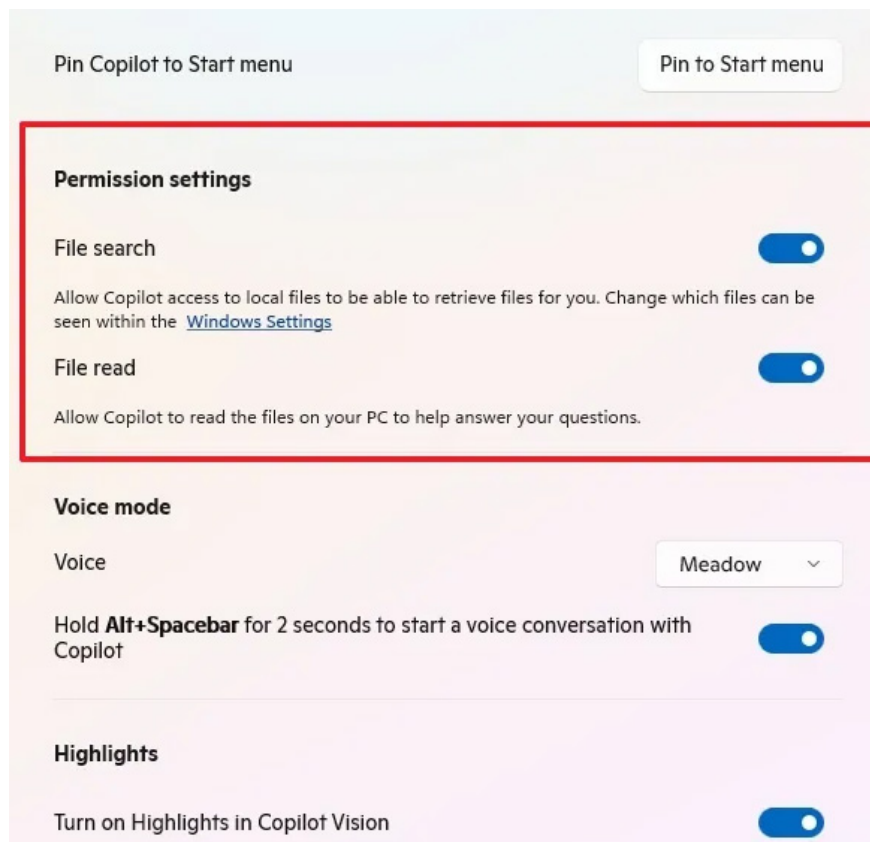 Pin Copilot to Start menu
Pin to Start menu
Permission settings
File search
Allow Copilot access to local files to be able to retrieve files for you. Change which files can be
seen within the Windows Settings
File read
Allow Copilot to read the files on your PC to help answer your questions.
Voice mode
Voice
Meadow
Hold Alt+Spacebar for 2 seconds to start a voice conversation with
Copilot
Highlights
Turn on Highlights in Copilot Vision